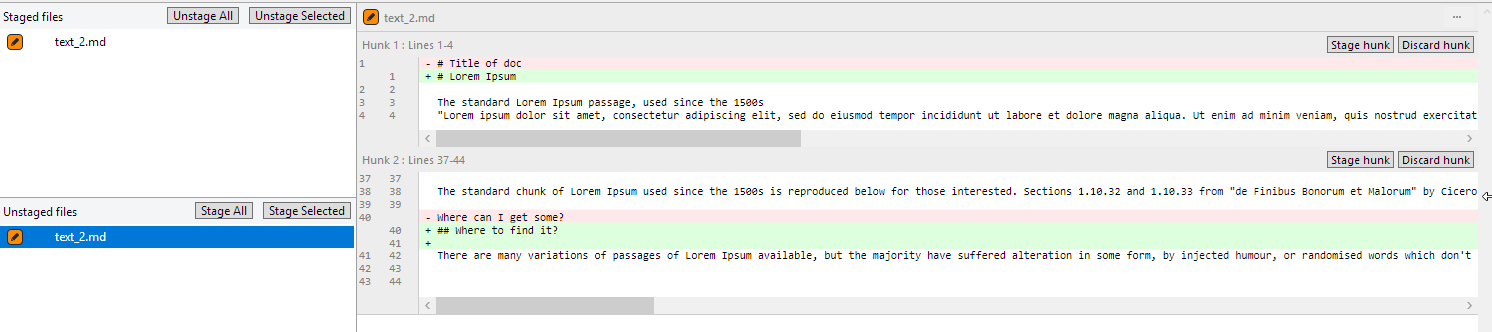 Staged files Unstage All Unstage Selected
text_2.md
Unstaged files Stage All Stage Selected
text_2.md
text_2.md ...
Hunk 1 : Lines 1-4 Stage hunk Discard hunk
1 - # Title of doc
1 + # Lorem Ipsum
2 2
3 3 The standard Lorem Ipsum passage, used since the 1500s
4 4 "Lorem ipsum dolor sit amet, consectetur adipiscing elit, sed do eiusmod tempor incididunt ut labore et dolore magna aliqua. Ut enim ad minim veniam, quis nostrud exercitat
Hunk 2 : Lines 37-44 Stage hunk Discard hunk
37 37
38 38 The standard chunk of Lorem Ipsum used since the 1500s is reproduced below for those interested. Sections 1.10.32 and 1.10.33 from "de Finibus Bonorum et Malorum" by Cicero
39 39
40 - Where can I get some?
40 + ## Where to find it?
41 +
41 42 There are many variations of passages of Lorem Ipsum available, but the majority have suffered alteration in some form, by injected humour, or randomised words which don't
42 43
43 44